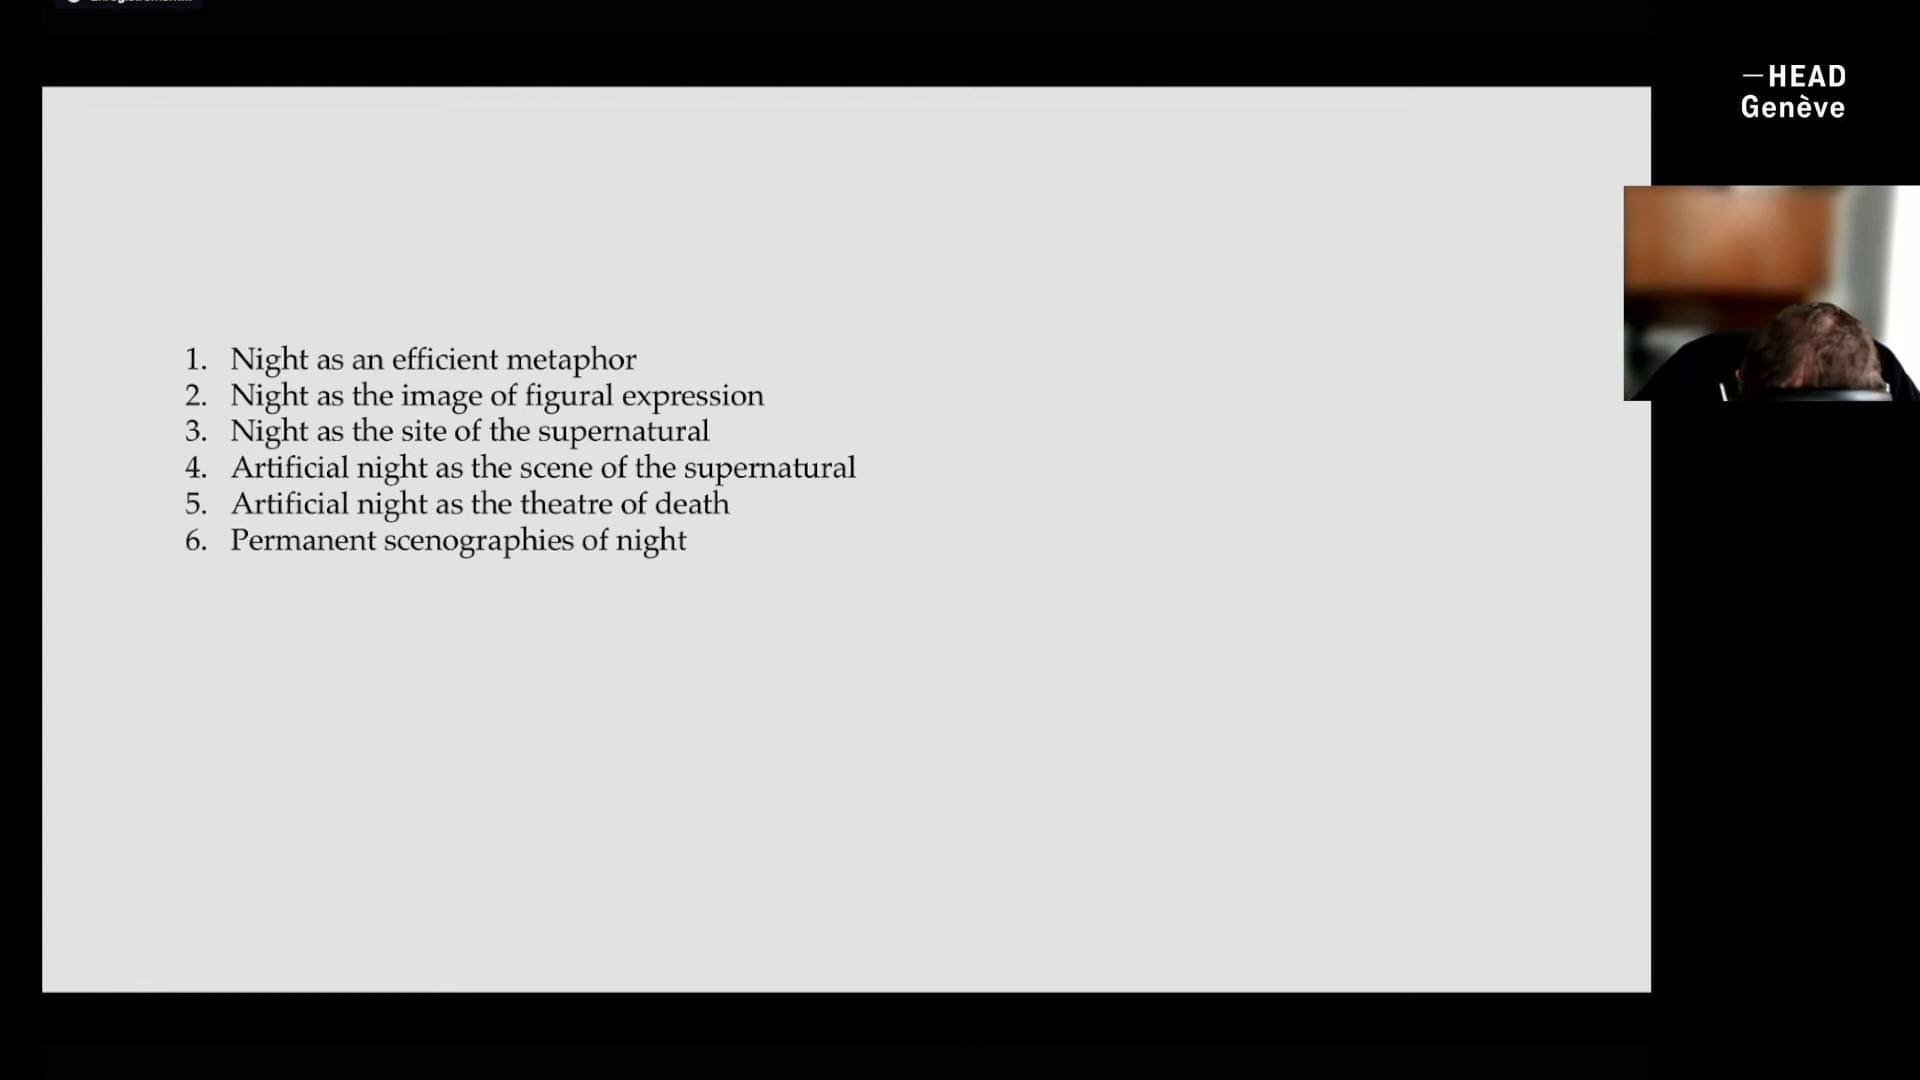 —HEAD
Genève
1. Night as an efficient metaphor
2. Night as the image of figural expression
3. Night as the site of the supernatural
4. Artificial night as the scene of the supernatural
5. Artificial night as the theatre of death
6. Permanent scenographies of night